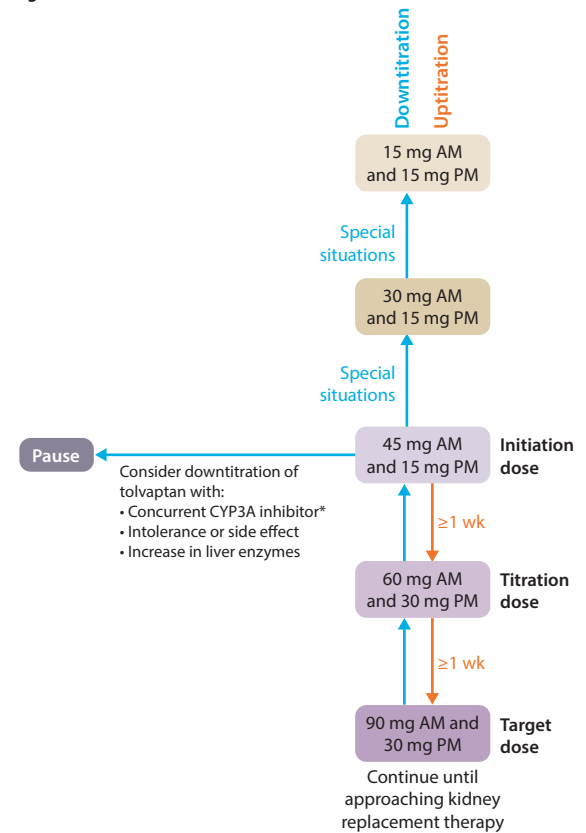 Downtitration
Uptitration
15 mg AM
and 15 mg PM
Special
situations
30 mg AM
and 15 mg PM
Special
situations
Pause
45 mg AM
and 15 mg PM
Initiation
dose
Consider downtitration of
tolvaptan with:
• Concurrent CYP3A inhibitor*
• Intolerance or side effect
• Increase in liver enzymes
≥1 wk
60 mg AM
and 30 mg PM
Titration
dose
≥1 wk
90 mg AM and
30 mg PM
Target
dose
Continue until
approaching kidney
replacement therapy